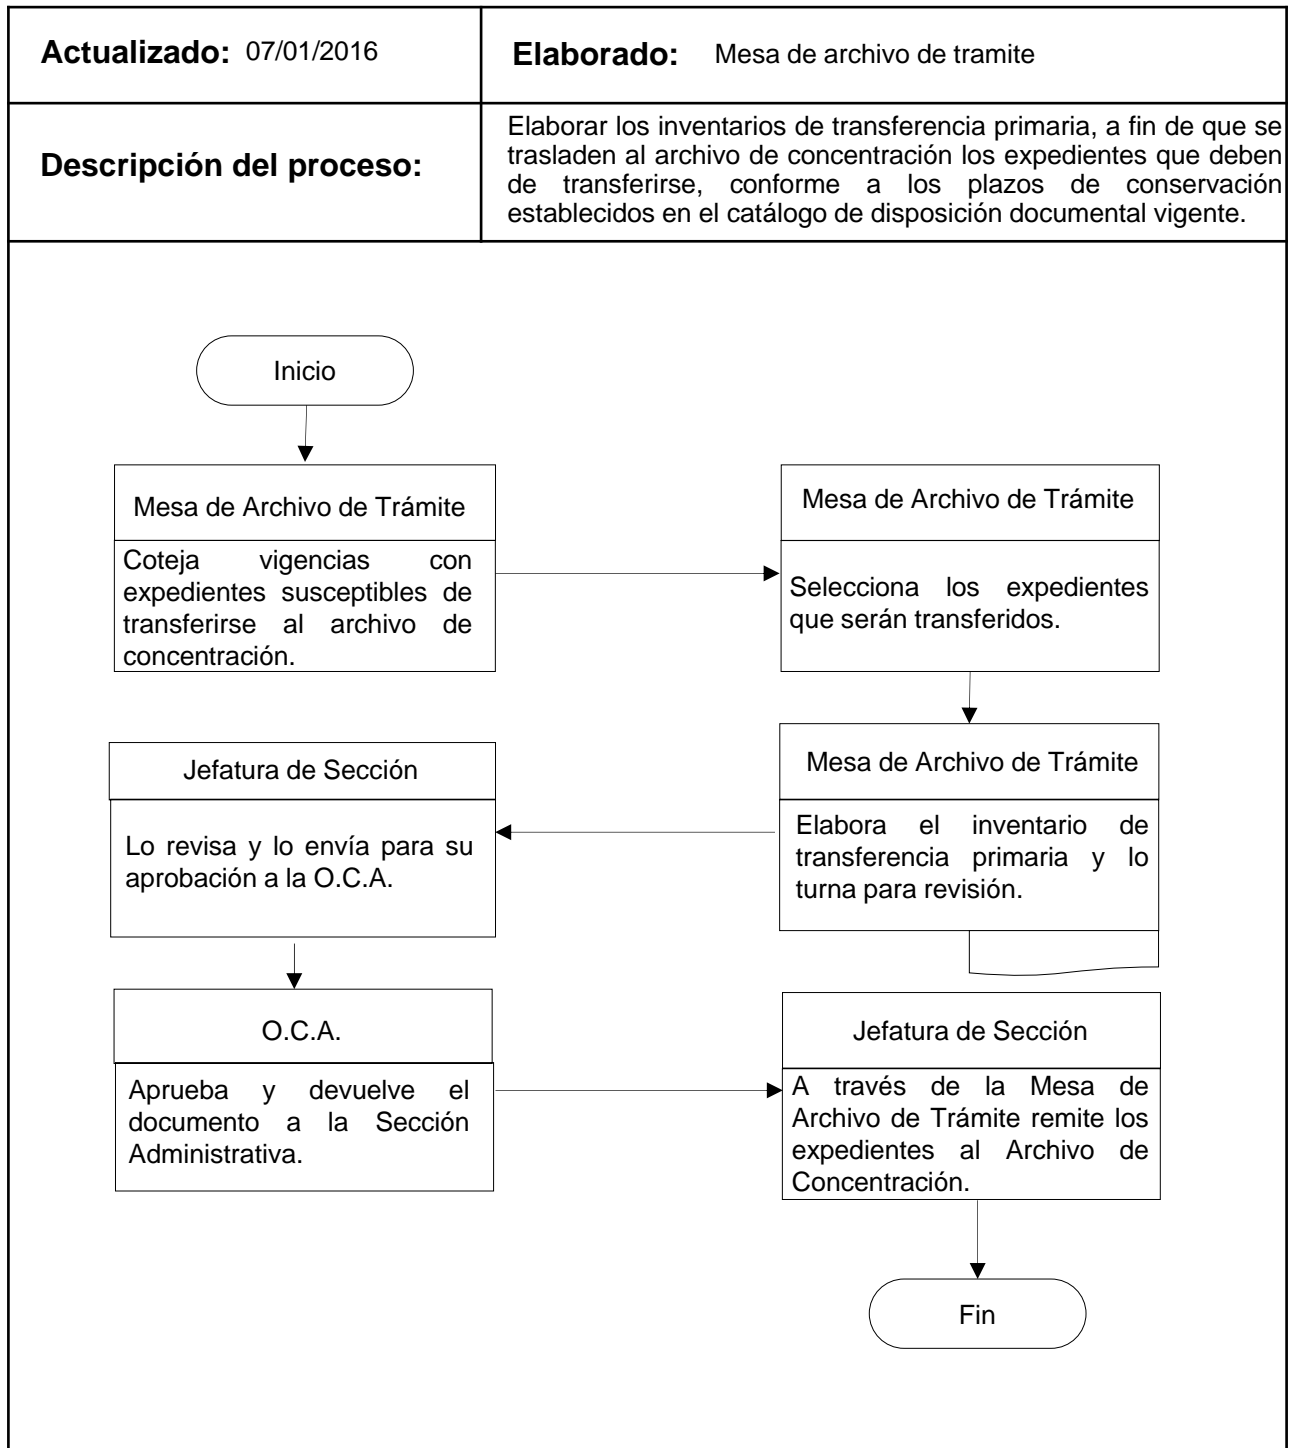 Actualizado: 07/01/2016
Elaborado: Mesa de archivo de tramite
Descripción del proceso:
Elaborar los inventarios de transferencia primaria, a fin de que se
trasladen al archivo de concentración los expedientes que deben
de transferirse, conforme a los plazos de conservación
establecidos en el catálogo de disposición documental vigente.
Inicio
Mesa de Archivo de Trámite
Coteja vigencias con
expedientes susceptibles de
transferirse al archivo de
concentración.
Mesa de Archivo de Trámite
Selecciona los expedientes
que serán transferidos.
Mesa de Archivo de Trámite
Elabora el inventario de
transferencia primaria y lo
turna para revisión.
Jefatura de Sección
Lo revisa y lo envía para su
aprobación a la O.C.A.
O.C.A.
Aprueba y devuelve el
documento a la Sección
Administrativa.
Jefatura de Sección
A través de la Mesa de
Archivo de Trámite remite los
expedientes al Archivo de
Concentración.
Fin